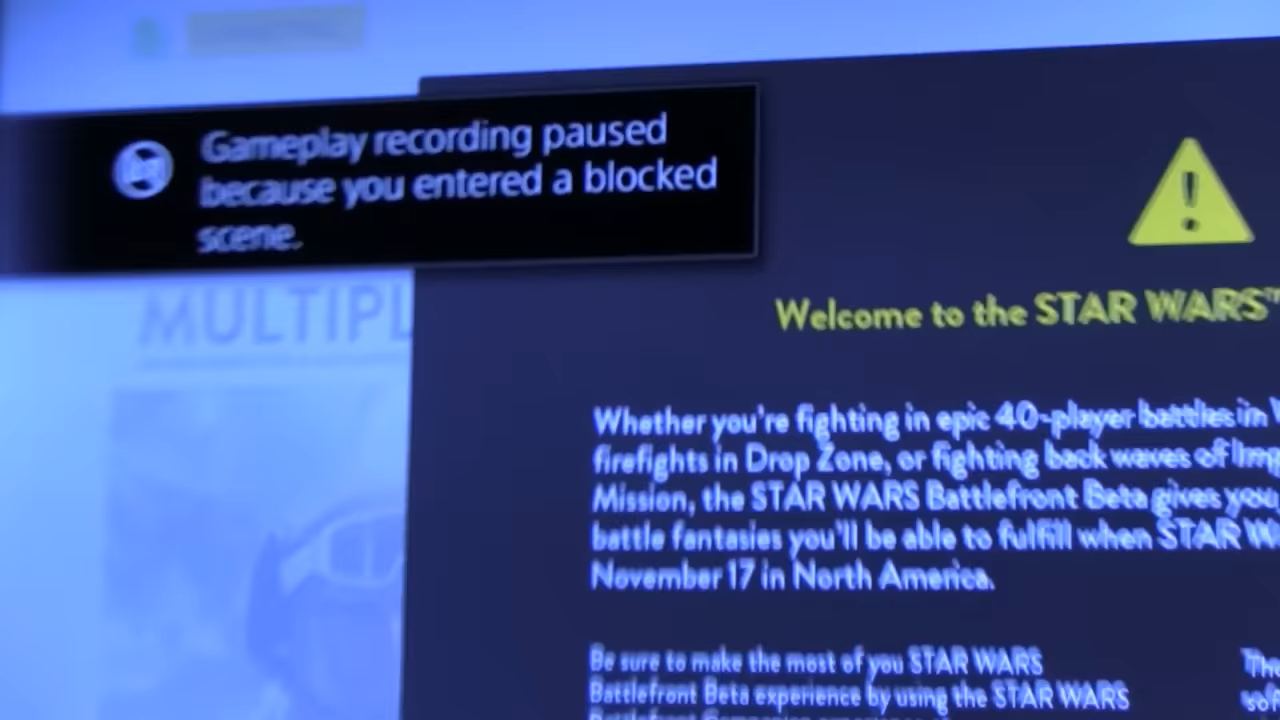 Gameplay recording paused
because you entered a blocked
scene.
MULTIPL
Welcome to the STAR WARS™
Whether you're fighting in epic 40-player battles in
firefights in Drop Zone, or fighting back waves of Imp
Mission, the STAR WARS Battlefront Beta gives you
battle fantasies you'll be able to fulfill when STAR W
November 17 in North America.
Be sure to make the most of you STAR WARS
Battlefront Beta experience by using the STAR WARS